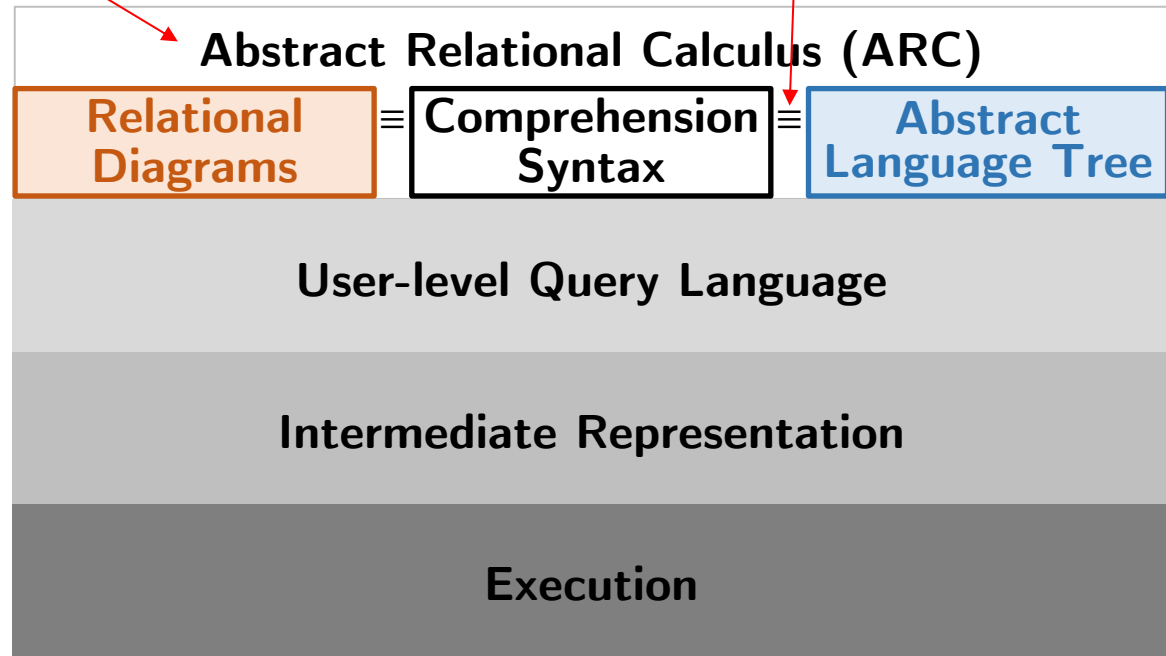 Abstract Relational Calculus (ARC)
Relational
Diagrams
≡
Comprehension
Syntax
≡
Abstract
Language Tree
User-level Query Language
Intermediate Representation
Execution